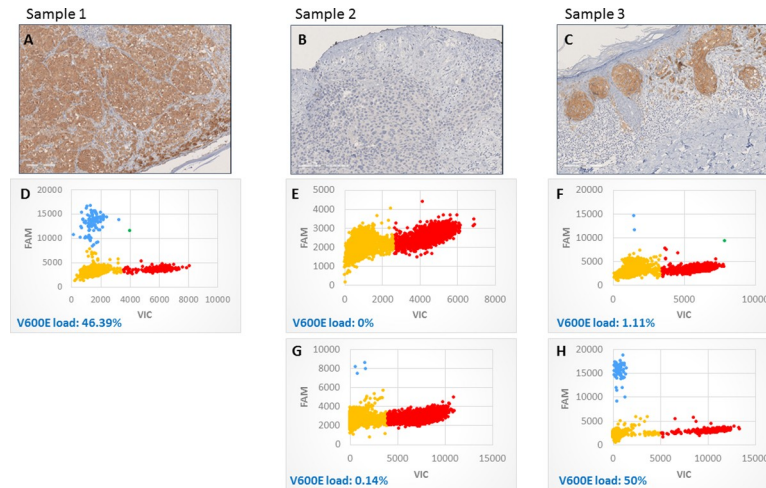 Sample 1 Sample 2 Sample 3
A B C
D
20000
15000
10000
5000
0
FAM
0 2000 4000 6000 8000 10000
VIC
V600E load: 46.39%
E
5000
4000
3000
2000
1000
0
FAM
0 2000 4000 6000 8000
VIC
V600E load: 0%
F
20000
15000
10000
5000
0
FAM
0 5000 10000
VIC
V600E load: 1.11%
G
10000
8000
6000
4000
2000
0
FAM
0 5000 10000 15000
VIC
V600E load: 0.14%
H
20000
15000
10000
5000
0
FAM
0 5000 10000 15000
VIC
V600E load: 50%